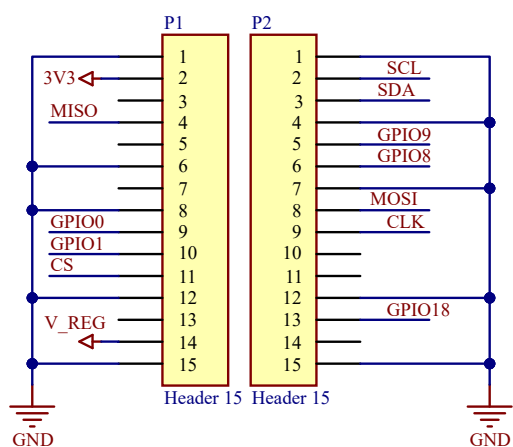 P1 P2
1 1
3V3 2 2 SCL
3 3 SDA
MISO 4 4
5 5 GPIO9
6 6 GPIO8
7 7
8 8 MOSI
GPIO0 9 9 CLK
GPIO1 10 10
CS 11 11
12 12
13 13 GPIO18
V_REG 14 14
15 15
Header 15 Header 15
GND GND